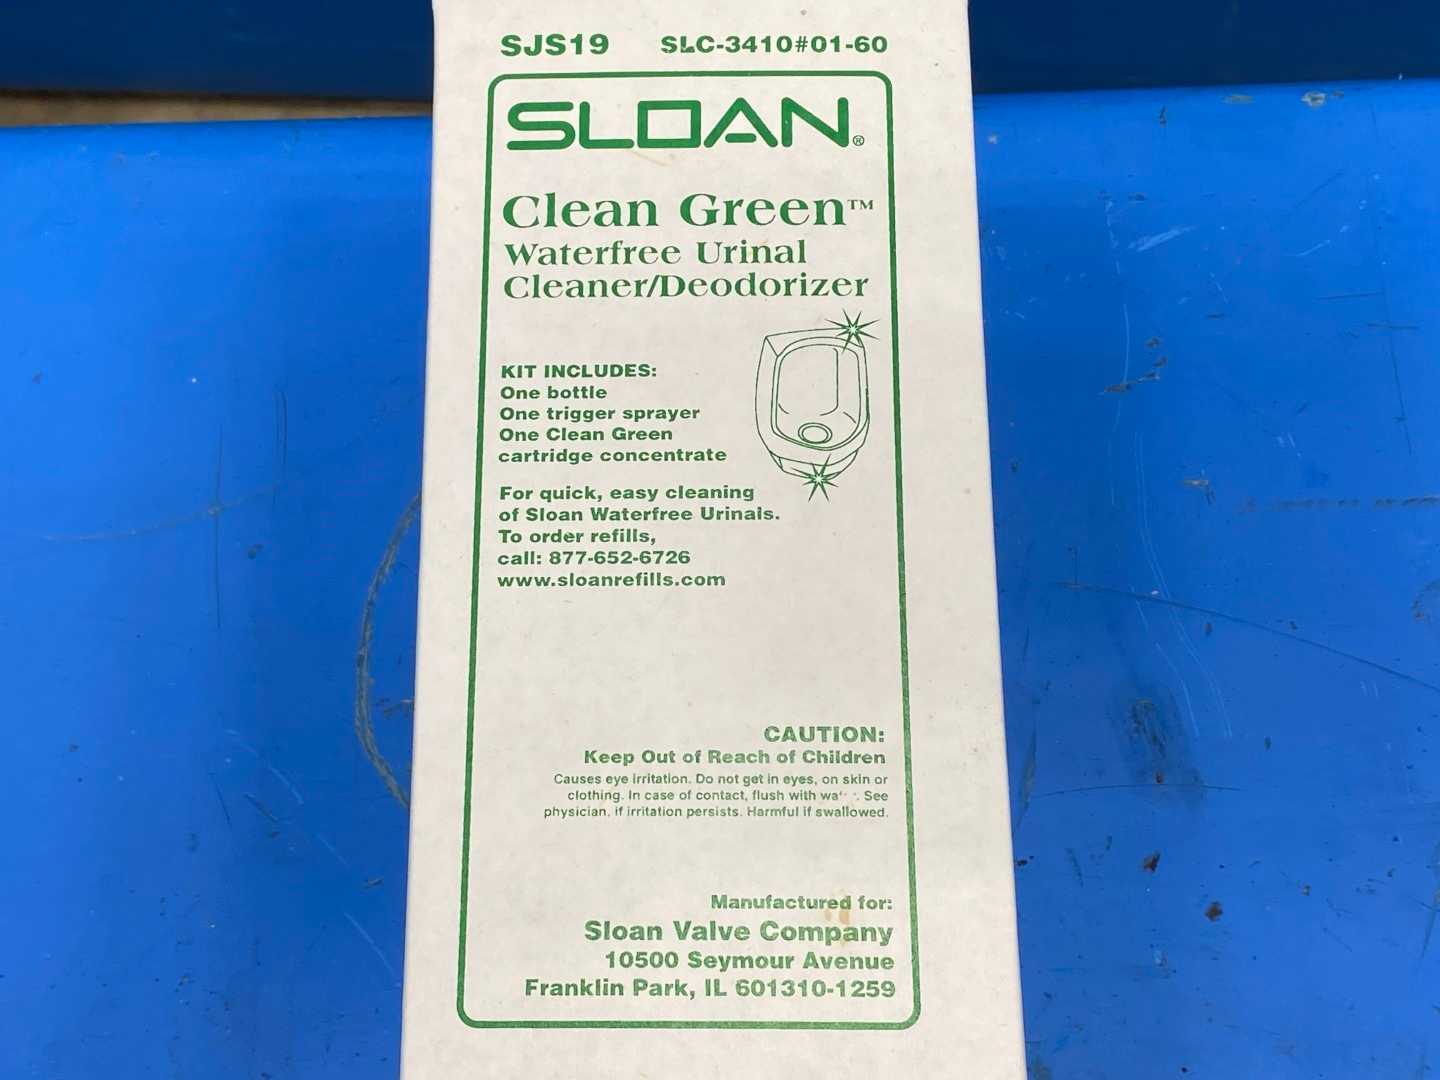 SJS19 SLC-3410#01-60
SLOAN®
Clean Green™
Waterfree Urinal
Cleaner/Deodorizer
KIT INCLUDES:
One bottle
One trigger sprayer
One Clean Green
cartridge concentrate
For quick, easy cleaning
of Sloan Waterfree Urinals.
To order refills,
call: 877-652-6726
www.sloanrefills.com
CAUTION:
Keep Out of Reach of Children
Causes eye irritation. Do not get in eyes, on skin or
clothing. In case of contact, flush with See
physician, if irritation persists. Harmful if swallowed.
Manufactured for:
Sloan Valve Company
10500 Seymour Avenue
Franklin Park, IL 601310-1259